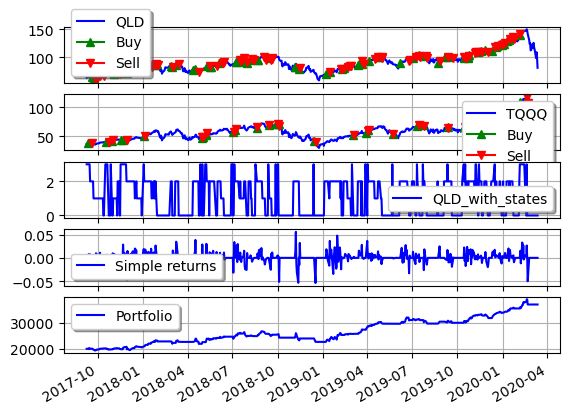 150
100
QLD
Buy
Sell
100
50
TQQQ
Buy
Sell
2
0
QLD_with_states
0.05
0.00
−0.05
Simple returns
30000
20000
Portfolio
2017-10
2018-01
2018-04
2018-07
2018-10
2019-01
2019-04
2019-07
2019-10
2020-01
2020-04